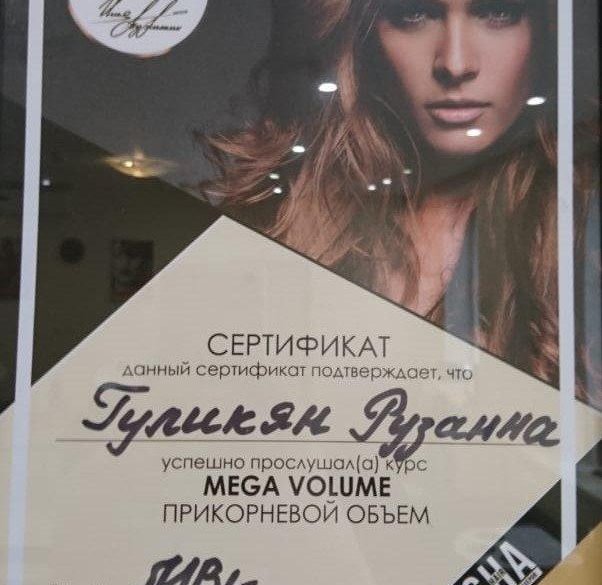 СЕРТИФИКАТ
данный сертификат подтверждает, что
Гуликян Рузанна
успешно прослушал(а) курс
MEGA VOLUME
ПРИКОРНЕВОЙ ОБЪЕМ